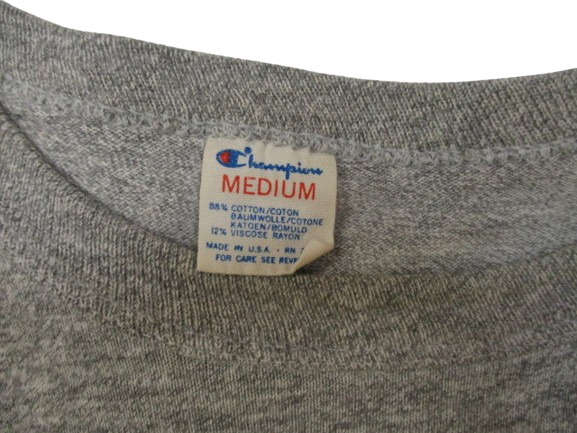 Champion
MEDIUM
88% COTTON/COTON
BAUMWOLLE/COTONE
KATOEN/BOMULD
12% VISCOSE RAYON
MADE IN U.S.A. - RN
FOR CARE SEE